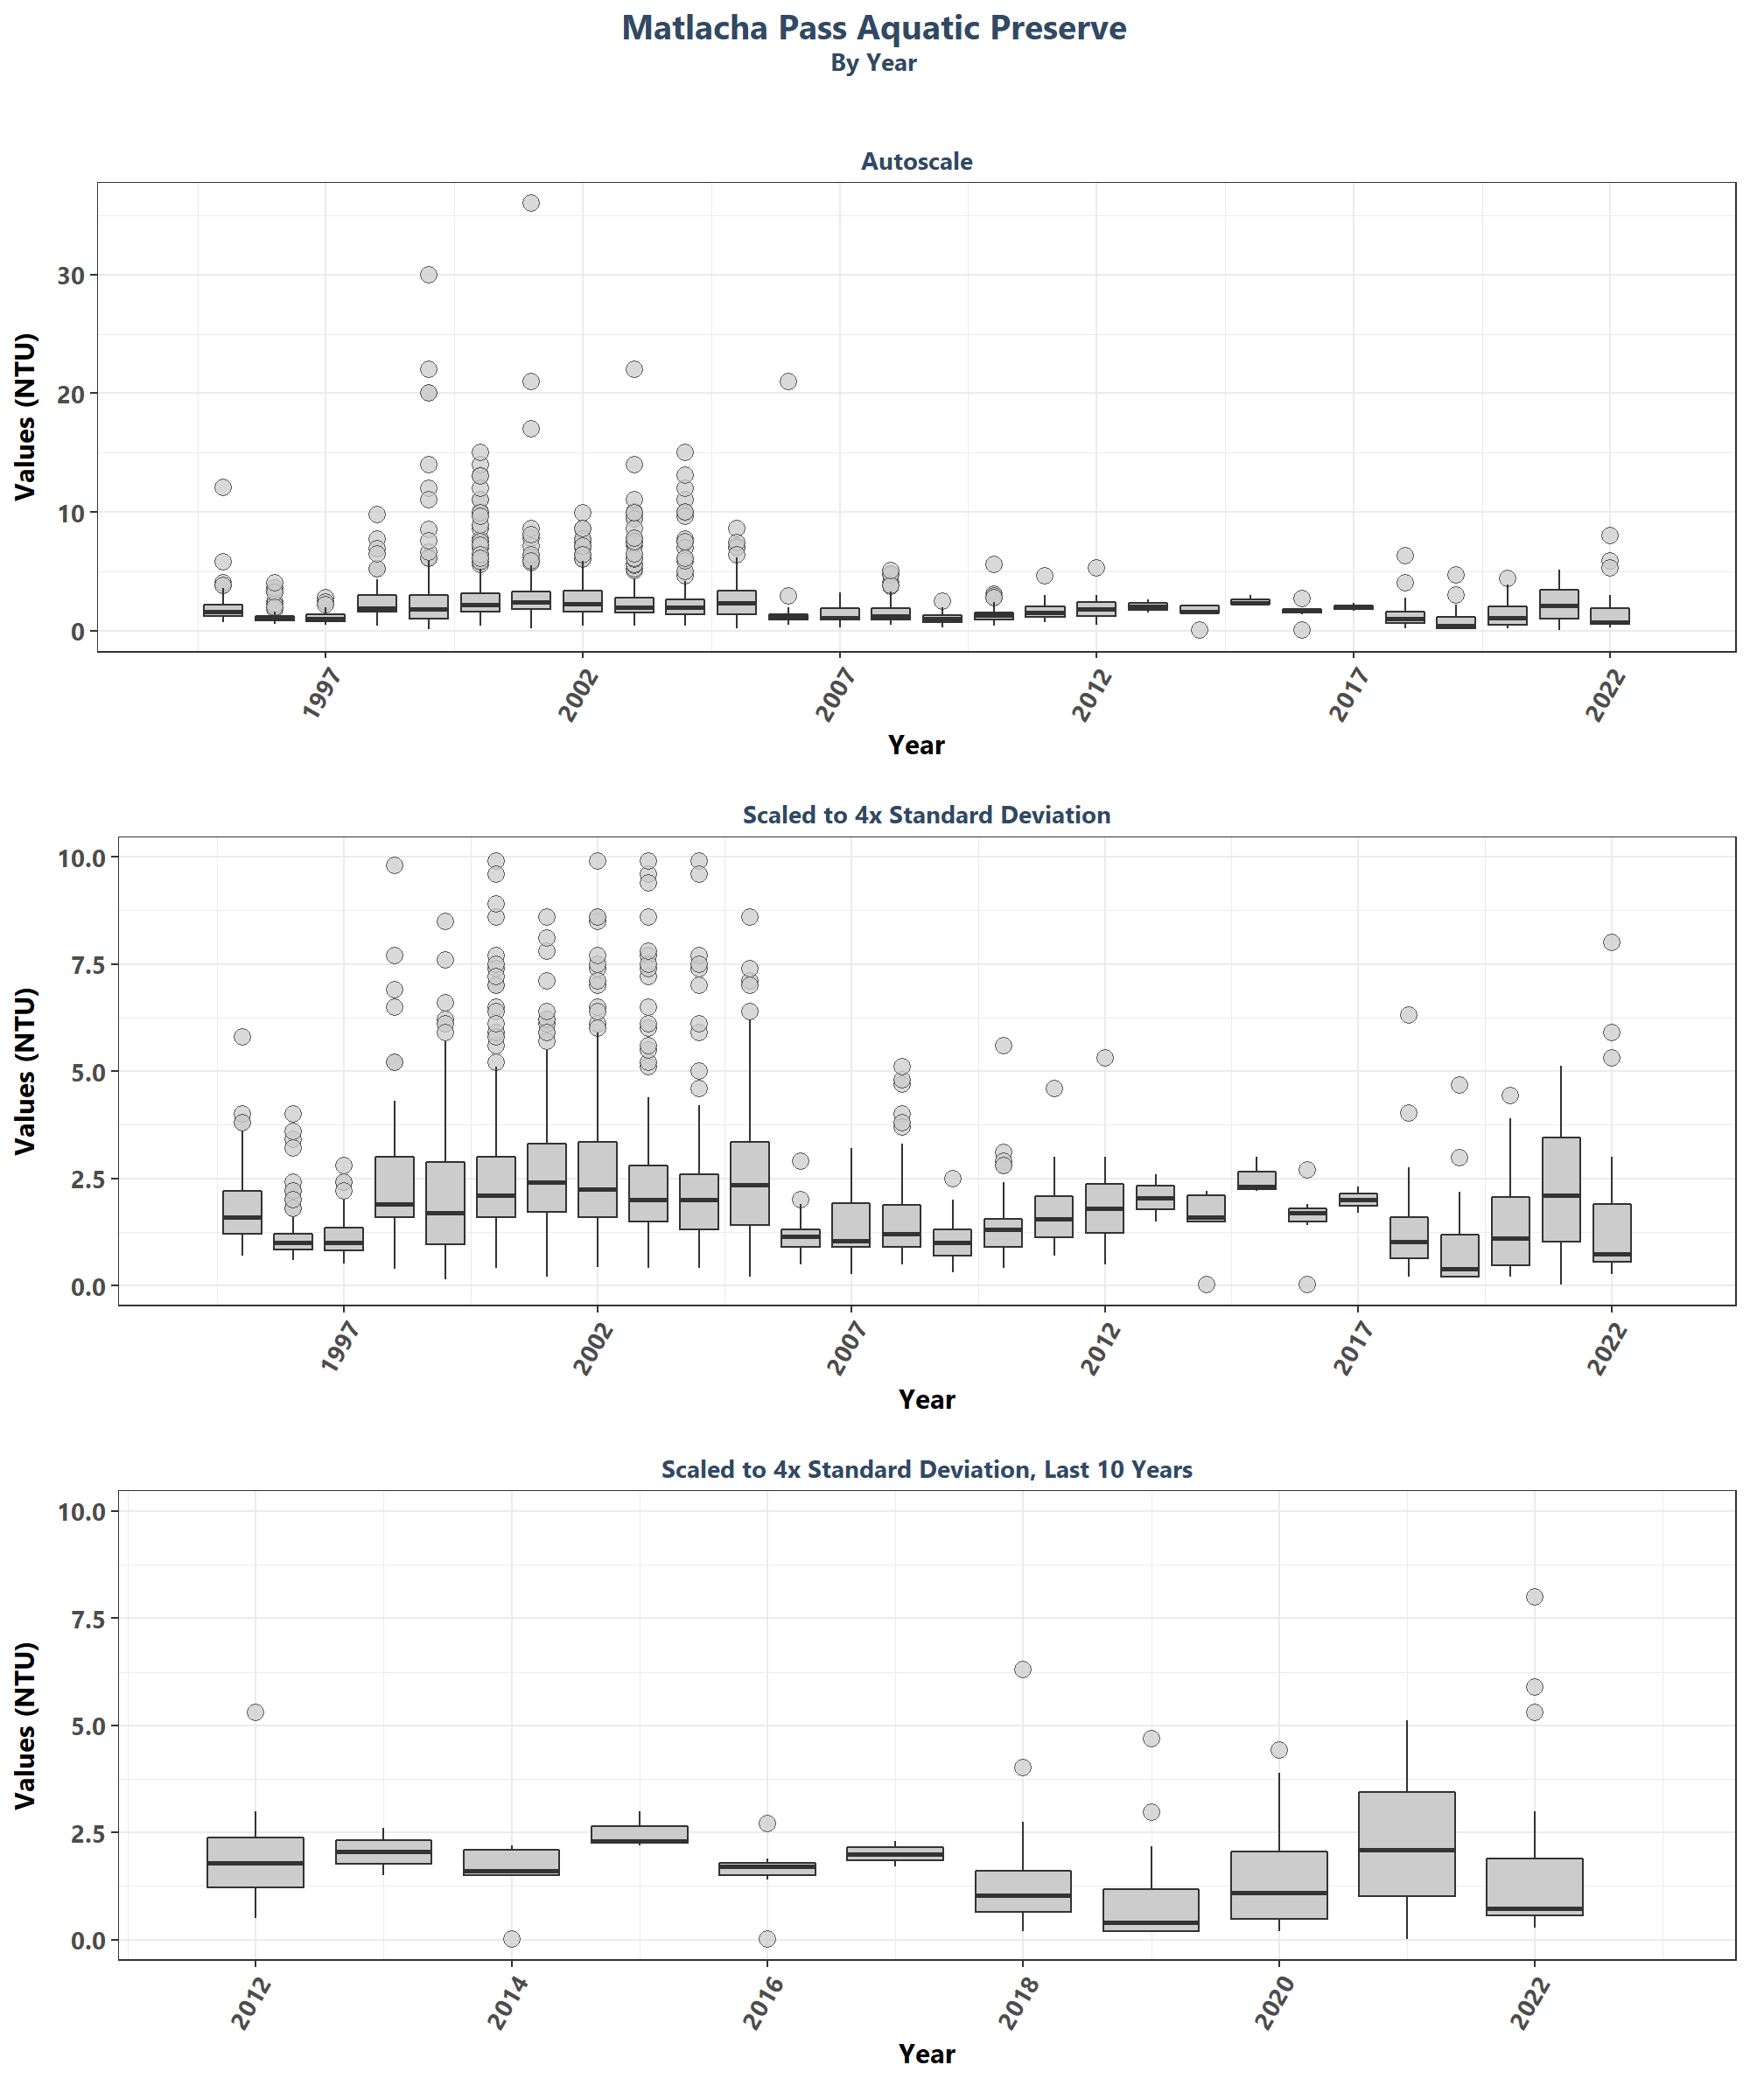 Matlacha Pass Aquatic Preserve
By Year
Autoscale
Values (NTU)
30
20
10
0
1997
2002
2007
2012
2017
2022
Year
Scaled to 4x Standard Deviation
Values (NTU)
10.0
7.5
5.0
2.5
0.0
1997
2002
2007
2012
2017
2022
Year
Scaled to 4x Standard Deviation, Last 10 Years
Values (NTU)
10.0
7.5
5.0
2.5
0.0
2012
2014
2016
2018
2020
2022
Year